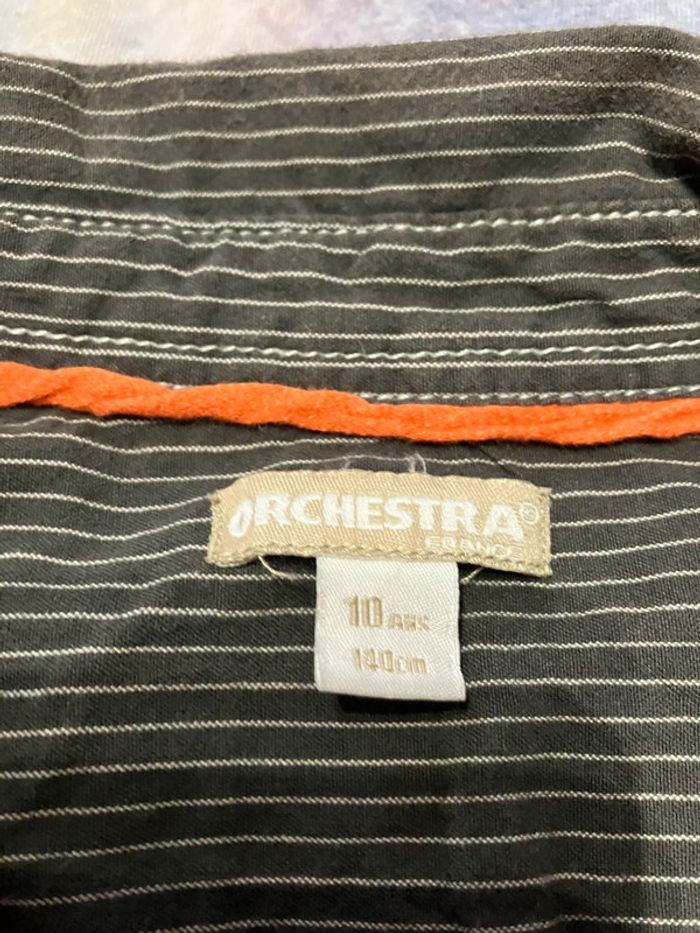 ORCHESTRA®
FRANCE
10 ANS
140cm